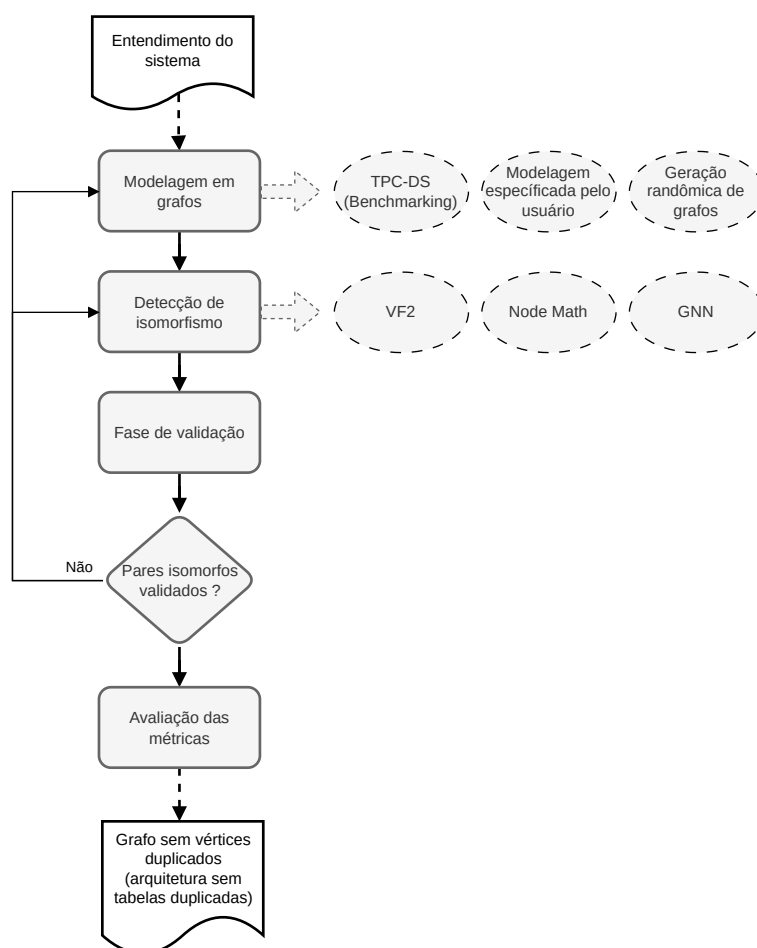 Entendimento do
sistema
Modelagem em
grafos
TPC-DS
(Benchmarking)
Modelagem
específicada pelo
usuário
Geração
randômica de
grafos
Detecção de
isomorfismo
VF2
Node Math
GNN
Fase de validação
Não
Pares isomorfos
validados ?
Avaliação das
métricas
Grafo sem vértices
duplicados
(arquitetura sem
tabelas duplicadas)